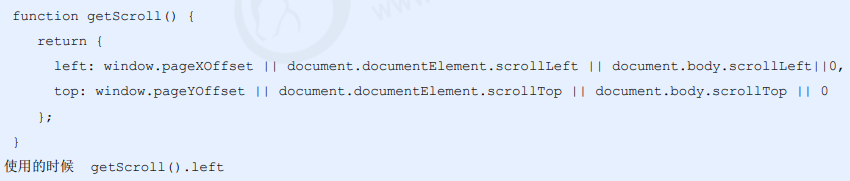 function getScroll() {
return {
left: window.pageXOffset || document.documentElement.scrollLeft || document.body.scrollLeft||0,
top: window.pageYOffset || document.documentElement.scrollTop || document.body.scrollTop || 0
};
}
使用的时候 getScroll().left